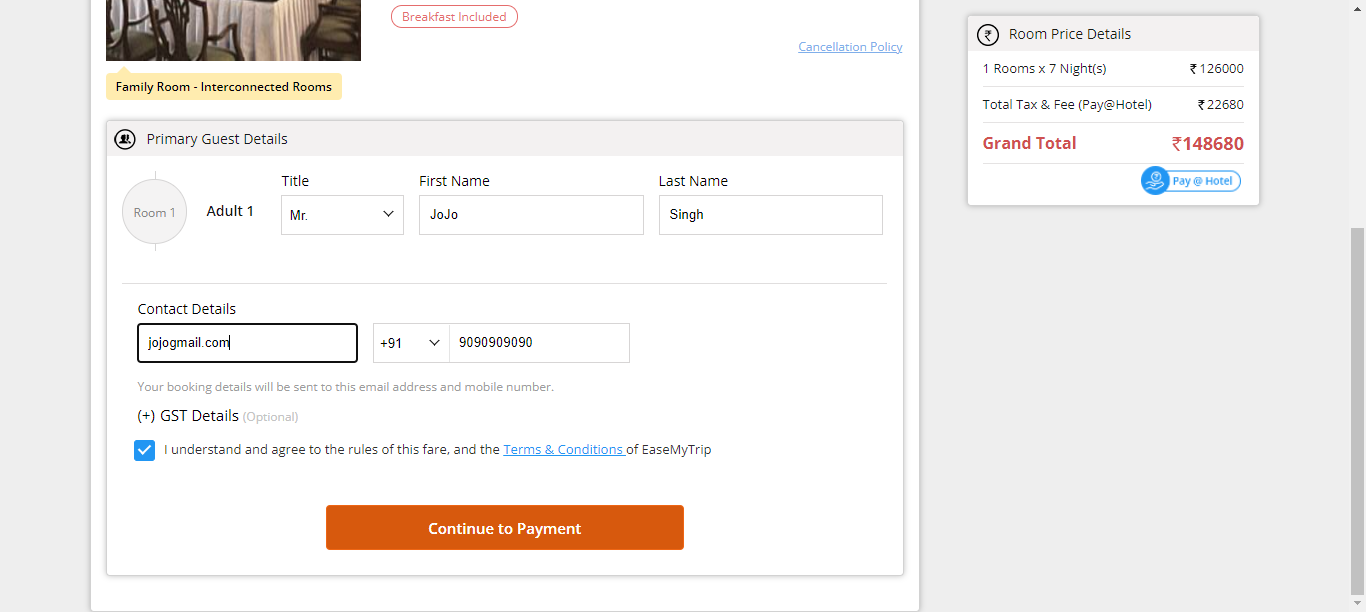 Breakfast Included
Cancellation Policy
Family Room - Interconnected Rooms
Primary Guest Details
Room 1
Adult 1
Title
First Name
Last Name
Mr.
JoJo
Singh
Contact Details
jojogmail.com
+91
9090909090
Your booking details will be sent to this email address and mobile number.
(+) GST Details (Optional)
I understand and agree to the rules of this fare, and the Terms & Conditions of EaseMyTrip
Continue to Payment
Room Price Details
1 Rooms x 7 Night(s) ₹ 126000
Total Tax & Fee (Pay@Hotel) ₹ 22680
Grand Total ₹148680
Pay @ Hotel